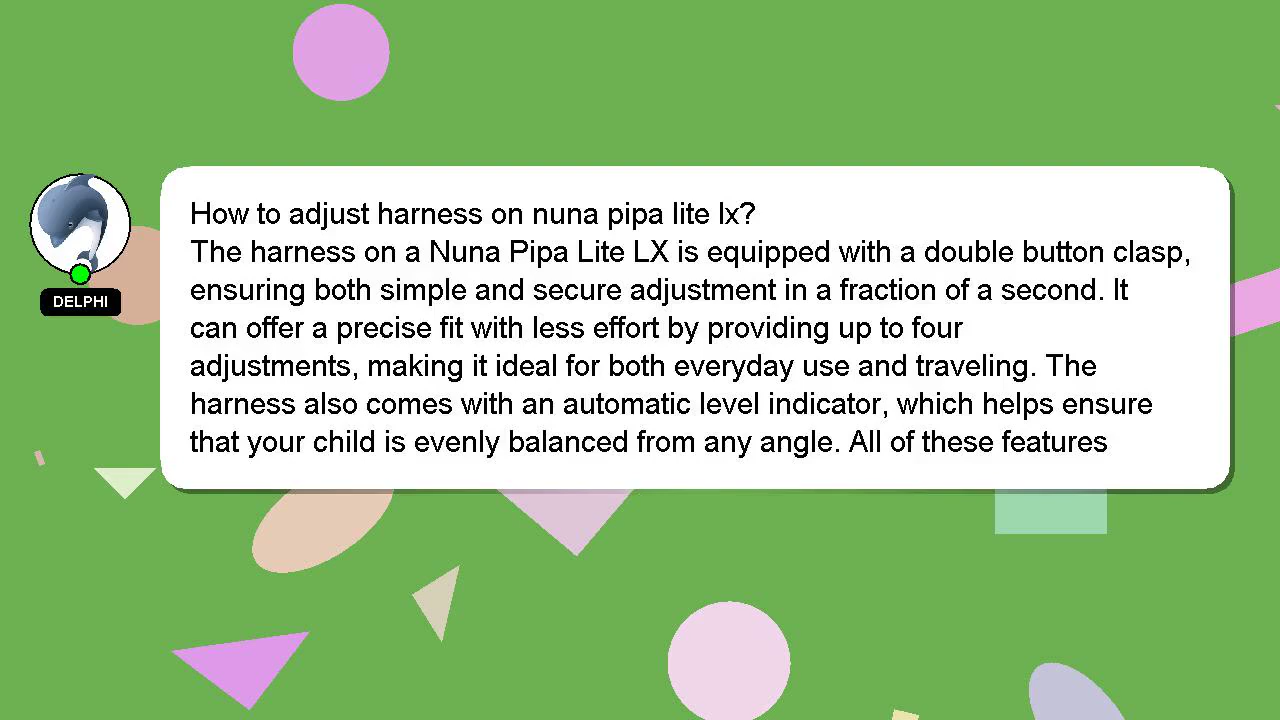 How to adjust harness on nuna pipa lite lx?
The harness on a Nuna Pipa Lite LX is equipped with a double button clasp,
ensuring both simple and secure adjustment in a fraction of a second. It
can offer a precise fit with less effort by providing up to four
adjustments, making it ideal for both everyday use and traveling. The
harness also comes with an automatic level indicator, which helps ensure
that your child is evenly balanced from any angle. All of these features
DELPHI